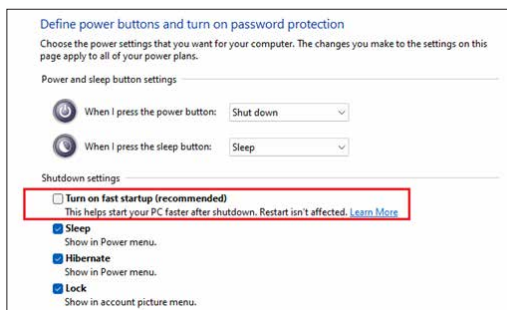 Define power buttons and turn on password protection
Choose the power settings that you want for your computer. The changes you make to the settings on this
page apply to all of your power plans.
Power and sleep button settings
When I press the power button: Shut down
When I press the sleep button: Sleep
Shutdown settings
Turn on fast startup (recommended)
This helps start your PC faster after shutdown. Restart isn't affected. Learn More
Sleep
Show in Power menu.
Hibernate
Show in Power menu.
Lock
Show in account picture menu.